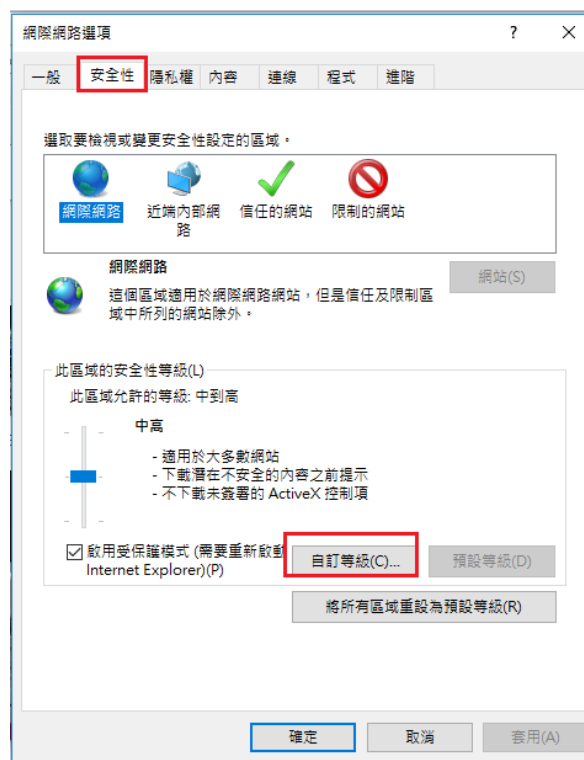 網際網路選項
?
一般 安全性 隱私權 內容 連線 程式 進階
選取要檢視或變更安全性設定的區域。
網際網路 近端內部網路 信任的網站 限制的網站
網際網路
網站(S)
這個區域適用於網際網路網站，但是信任及限制區
域中所列的網站除外。
此區域的安全性等級(L)
此區域允許的等級: 中到高
中高
- 適用於大多數網站
- 下載潛在不安全的內容之前提示
- 不下載未簽署的 ActiveX 控制項
啟用受保護模式 (需要重新啟動
Internet Explorer)(P)
自訂等級(C)... 預設等級(D)
將所有區域重設為預設等級(R)
確定 取消 套用(A)